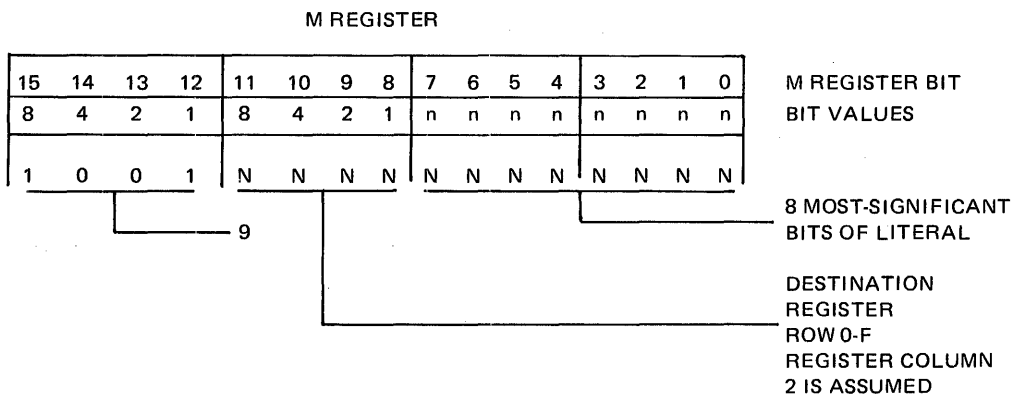 M REGISTER
15 14 13 12 11 10 9 8 7 6 5 4 3 2 1 0 M REGISTER BIT
8 4 2 1 8 4 2 1 n n n n n n n n BIT VALUES
1 0 0 1 N N N N N N N N N N N N
9
8 MOST-SIGNIFICANT
BITS OF LITERAL
DESTINATION
REGISTER
ROW 0-F
REGISTER COLUMN
2 IS ASSUMED